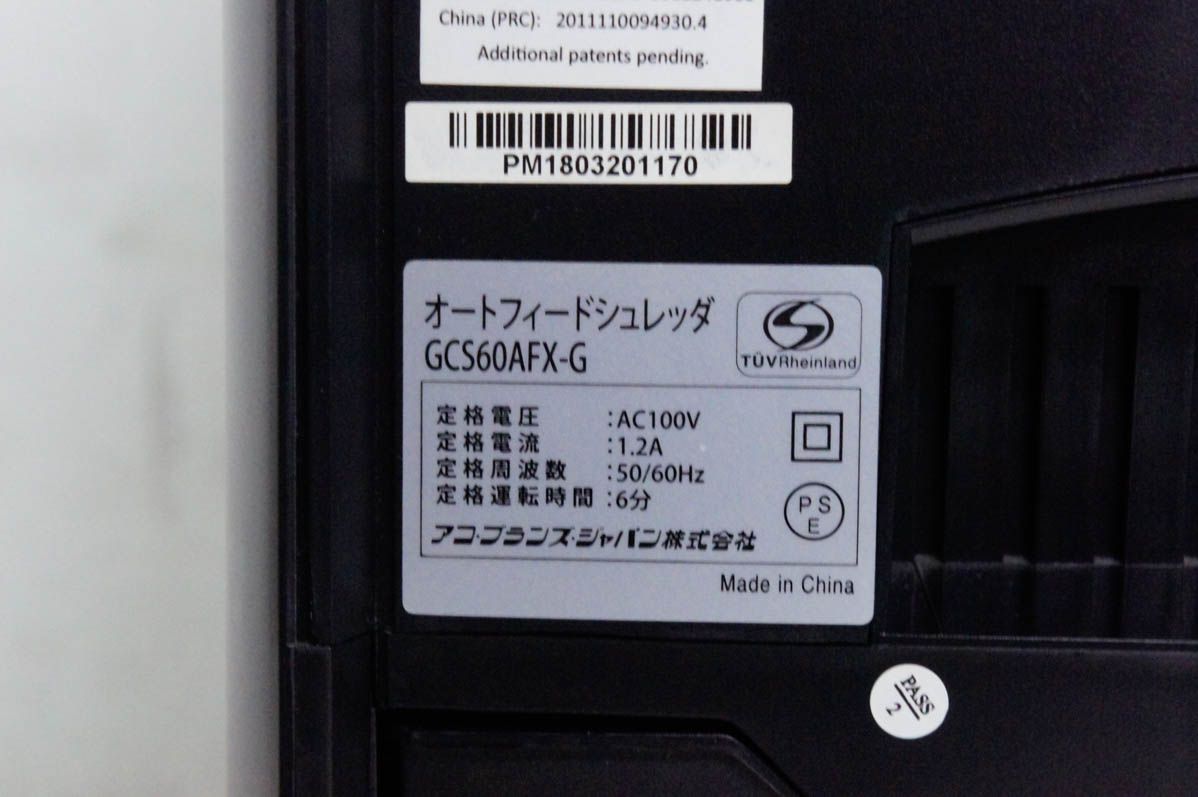 China (PRC): 2011110094930.4
Additional patents pending.
PM1803201170
オートフィードシュレッダ
GCS60AFX-G
TÜVRheinland
定格電圧 :AC100V
定格電流 :1.2A
定格周波数 :50/60Hz
定格運転時間 :6分
PS
E
アコ・ブランズ・ジャパン株式会社
Made in China
PASS
2